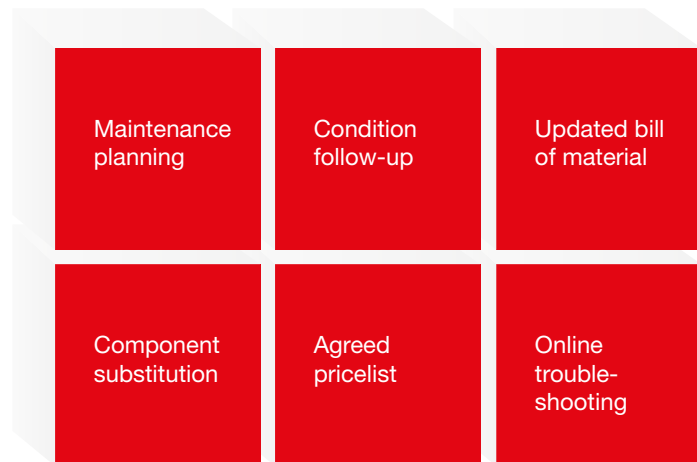 Maintenance
planning
Condition
follow-up
Updated bill
of material
Component
substitution
Agreed
pricelist
Online
trouble-
shooting